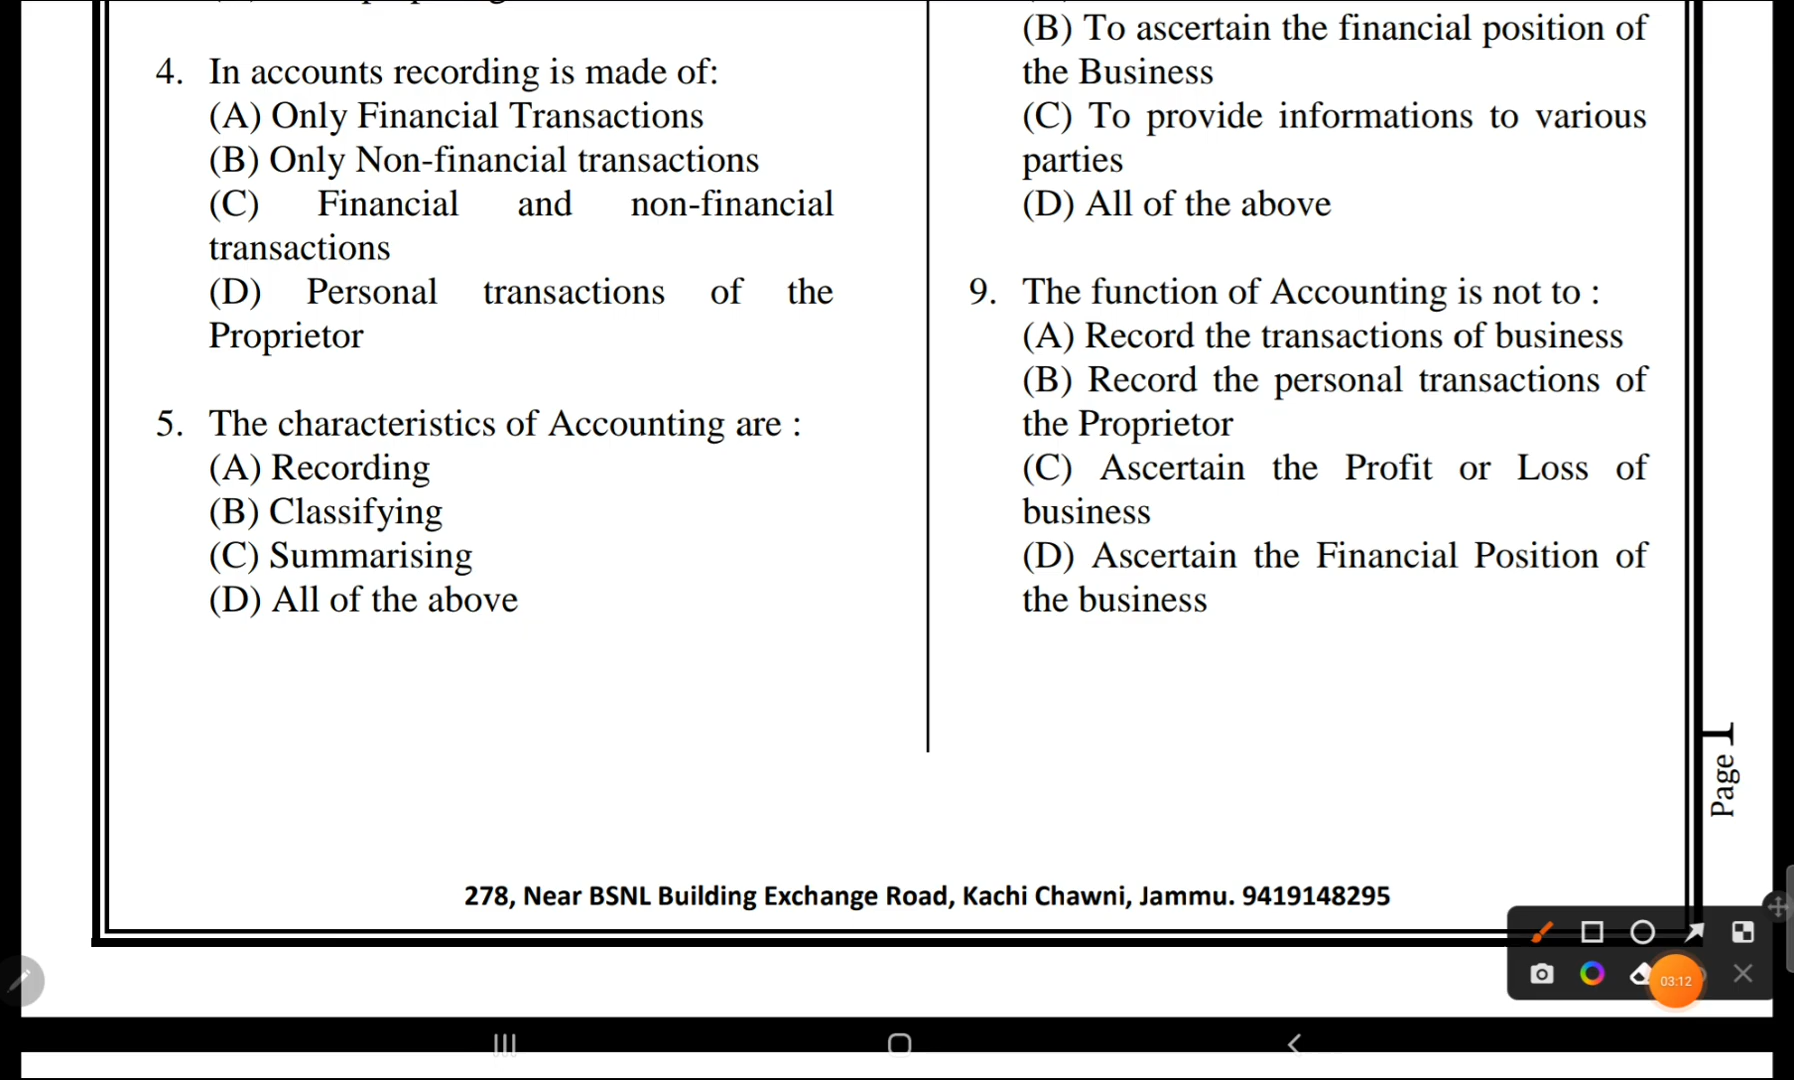 4. In accounts recording is made of:
(A) Only Financial Transactions
(B) Only Non-financial transactions
(C) Financial and non-financial
transactions
(D) Personal transactions of the
Proprietor
5. The characteristics of Accounting are :
(A) Recording
(B) Classifying
(C) Summarising
(D) All of the above
(B) To ascertain the financial position of
the Business
(C) To provide informations to various
parties
(D) All of the above
9. The function of Accounting is not to :
(A) Record the transactions of business
(B) Record the personal transactions of
the Proprietor
(C) Ascertain the Profit or Loss of
business
(D) Ascertain the Financial Position of
the business
Page 1
278, Near BSNL Building Exchange Road, Kachi Chawni, Jammu. 9419148295
03:12